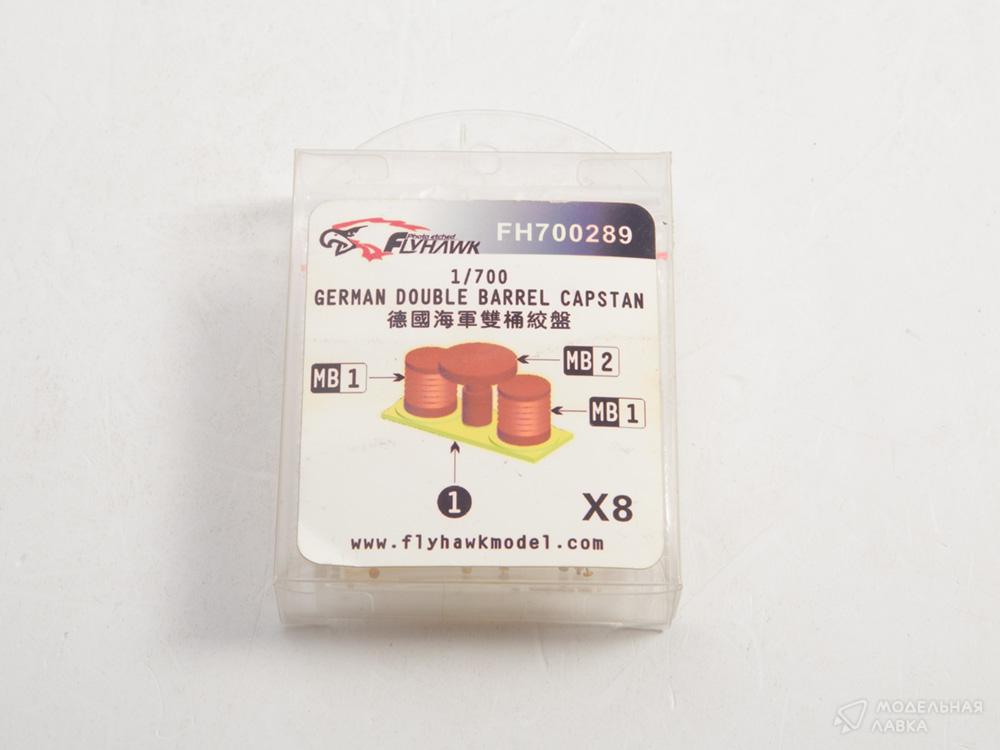 Photo etched
FLYHAWK
FH700289
1/700
GERMAN DOUBLE BARREL CAPSTAN
德國海軍雙桶絞盤
MB 2
MB 1
MB 1
1
X8
www.flyhawkmodel.com
МОДЕЛЬНАЯ
ЛАВКА